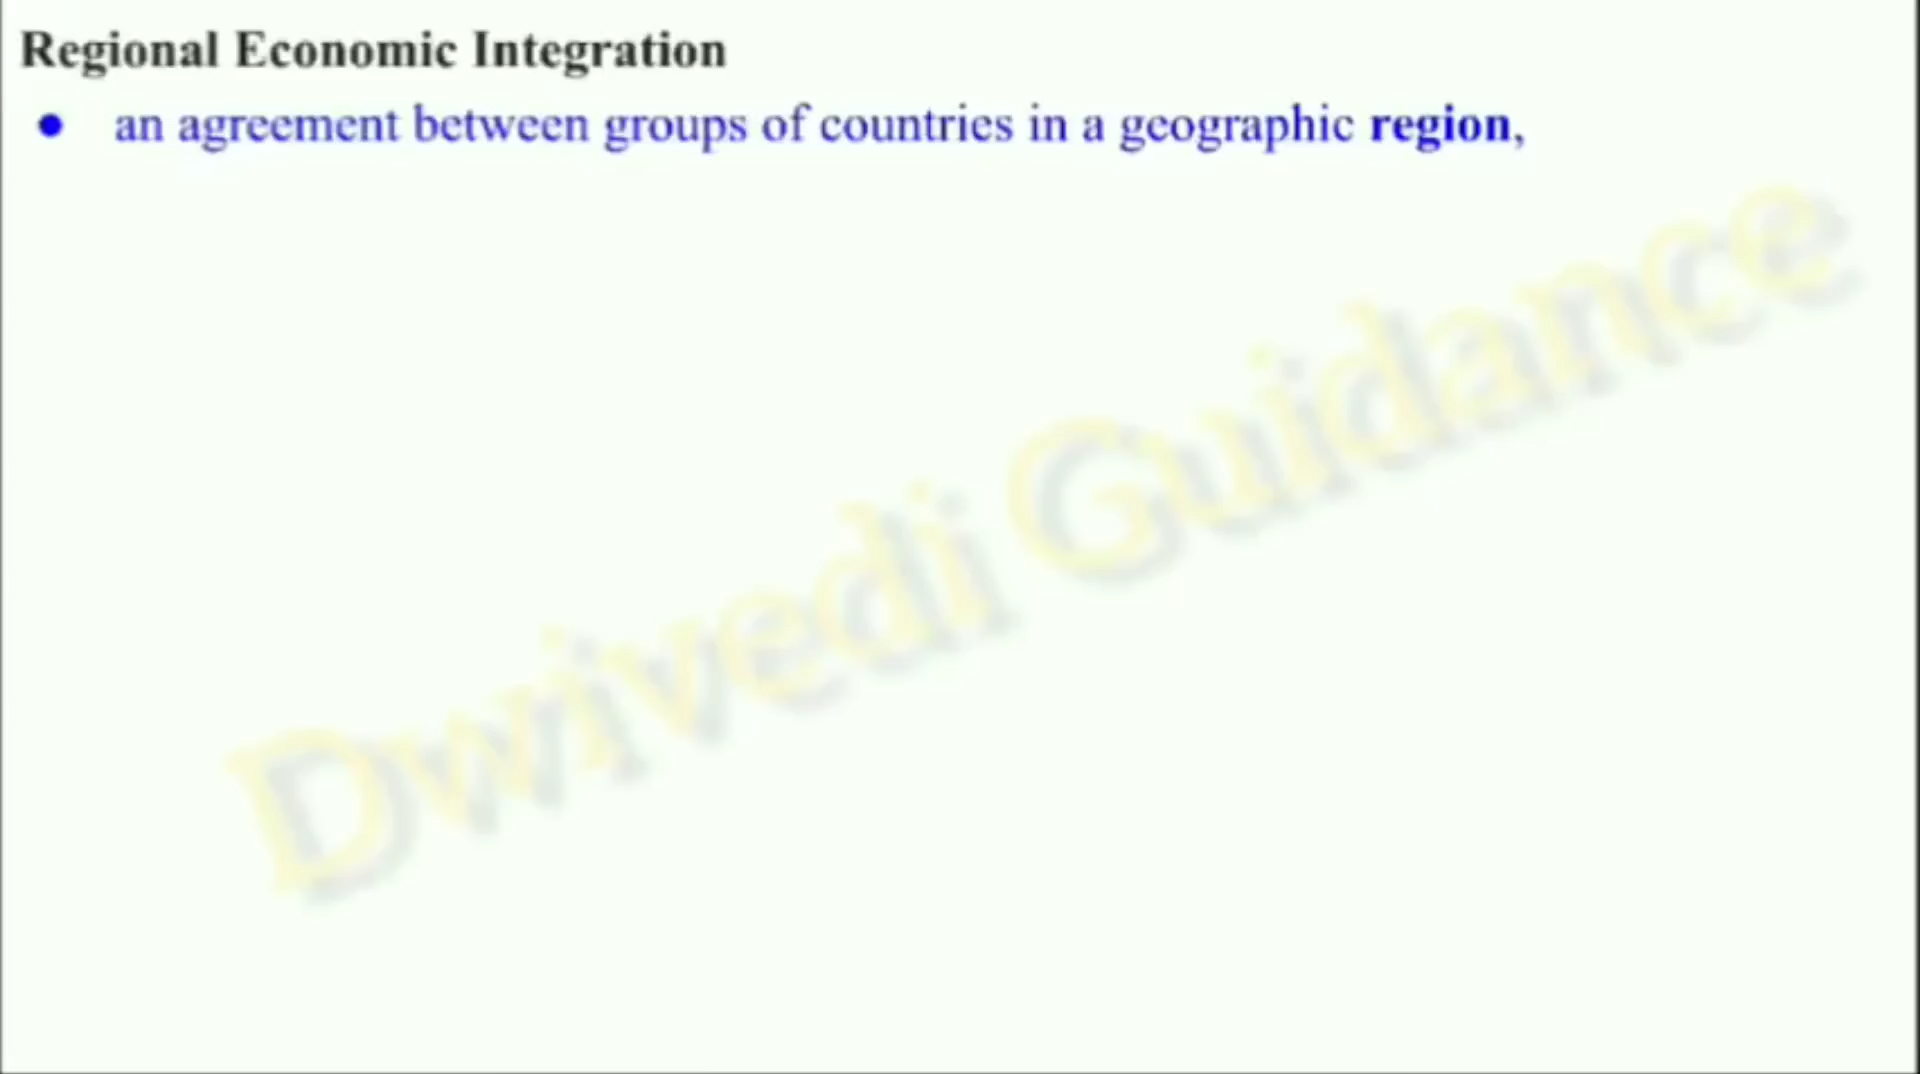 Regional Economic Integration
● an agreement between groups of countries in a geographic region,
Dwivedi Guidance